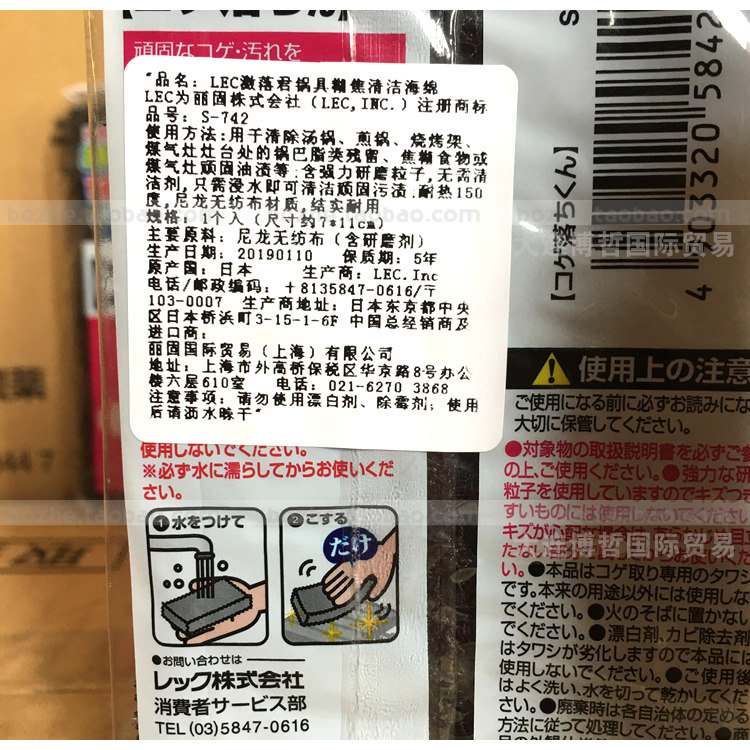 頑固なコゲ・汚れを
"品名: LEC激落君锅具糊焦清洁海绵
LEC为丽固株式会社(LEC,INC.)注册商标
品号: S-742
使用方法:用于清除汤锅、煎锅、烧烤架、
煤气灶灶台处的锅巴脂类残留、焦糊食物或
煤气灶顽固油渣等;含强力研磨粒子,无需清
洁剂,只需浸水即可清洁顽固污渍;耐热150
度,尼龙无纺布材质,结实耐用
规格: 1个入 (尺寸约7*11cm)
主要原料: 尼龙无纺布(含研磨剂)
生产日期: 20190110 保质期: 5年
原产国: 日本 生产商: LEC.Inc
电话/邮政编码: +8135847-0616/〒
103-0007 生产商地址: 日本东京都中央
区日本桥浜町3-15-1-6F 中国总经销商及
进口商:
丽固国际贸易(上海)有限公司
地址: 上海市外高桥保税区华京路8号办公
楼六层610室 电话: 021-6270 3868
注意事项: 请勿使用漂白剂、除霉剂; 使用
后请沥水晾干"
使用しないでください。
※必ず水に濡らしてからお使いくだ
さい。
1 水をつけて
2 こする
だけ
●お問い合わせは
レック株式会社
消費者サービス部
TEL (03)5847-0616
4 903320 5842
【コゲ落ちくん】
使用上の注意
ご使用になる前に必ずお読みにな
大切に保管してください。
●対象物の取扱説明書を必ずご
の上、ご使用ください。●強力な研
粒子を使用していますのでキズつ
すいものには使用しないでください
たない
い。●本品はコゲ取り専用のタワシ
です。本来の用途以外には使用しな
でください。●火のそばに置かない
でください。●漂白剤、カビ除去剤
はタワシが劣化しますので本品には
使用しないでください。●ご使用後
はよく洗い、水を切って乾かしてくだ
さい。●廃棄時は各自治体の定める
方法に従って処理してください。●商
博哲国际贸易
博哲国际贸易